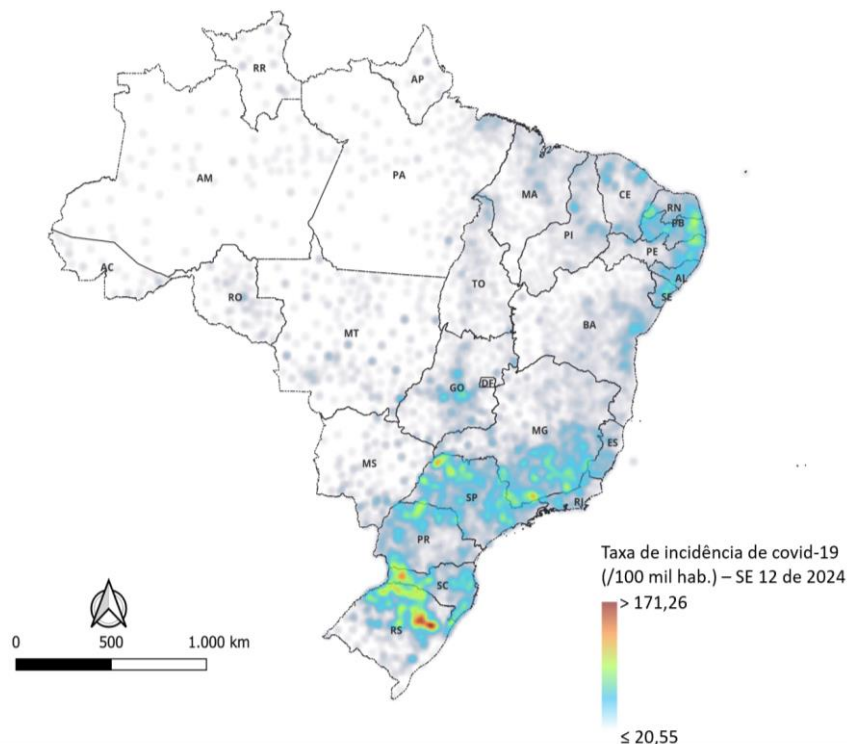 RR
AP
AM
PA
MA
CE
RN
PB
PI
PE
AC
AL
TO
SE
RO
BA
MT
GO
DF
MG
ES
MS
SP
RJ
PR
SC
RS
Taxa de incidência de covid-19
(/100 mil hab.) – SE 12 de 2024
> 171,26
≤ 20,55
0 500 1.000 km